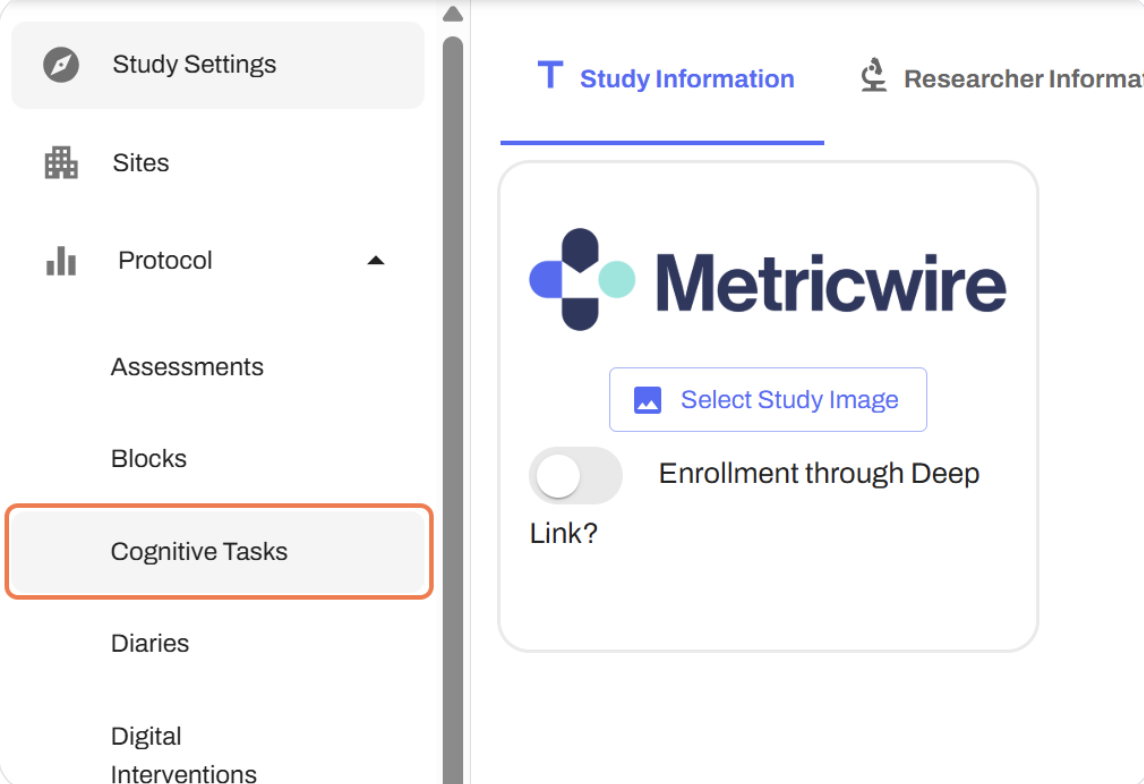 Study Settings
Sites
Protocol
Assessments
Blocks
Cognitive Tasks
Diaries
Digital
Interventions
Study Information
Researcher Informat
Metricwire
Select Study Image
Enrollment through Deep
Link?